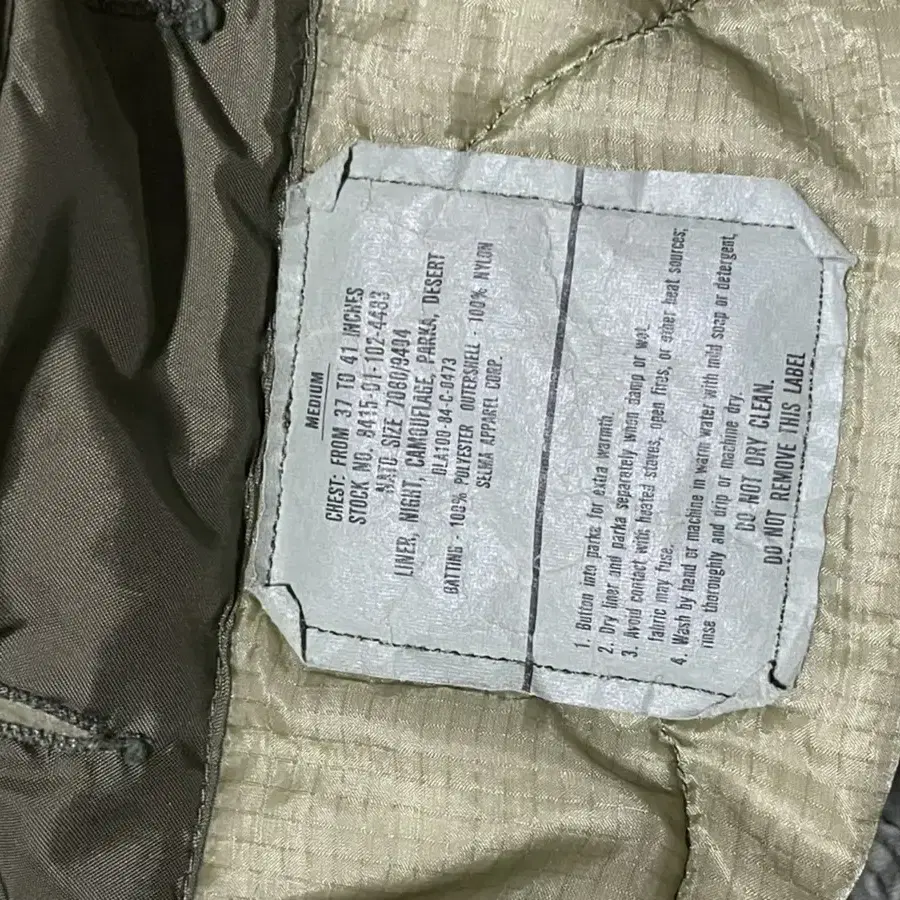 MEDIUM
CHEST: FROM 37 TO 41 INCHES
STOCK NO. 8415-01-102-4483
NATO SIZE 7080/9404
LINER, NIGHT, CAMOUFLAGE, PARKA, DESERT
DLA100-84-C-0473
BATTING - 100% POLYESTER OUTERSHELL - 100% NYLON
SELMA APPAREL CORP.
1. Button into parka for extra warmth.
2. Dry liner and parka separately when damp or wet.
3. Avoid contact with heated stoves, open fires, or other heat sources;
fabric may fuse.
4. Wash by hand or machine in warm water with mild soap or detergent,
rinse thoroughly and drip or machine dry.
DO NOT DRY CLEAN.
DO NOT REMOVE THIS LABEL